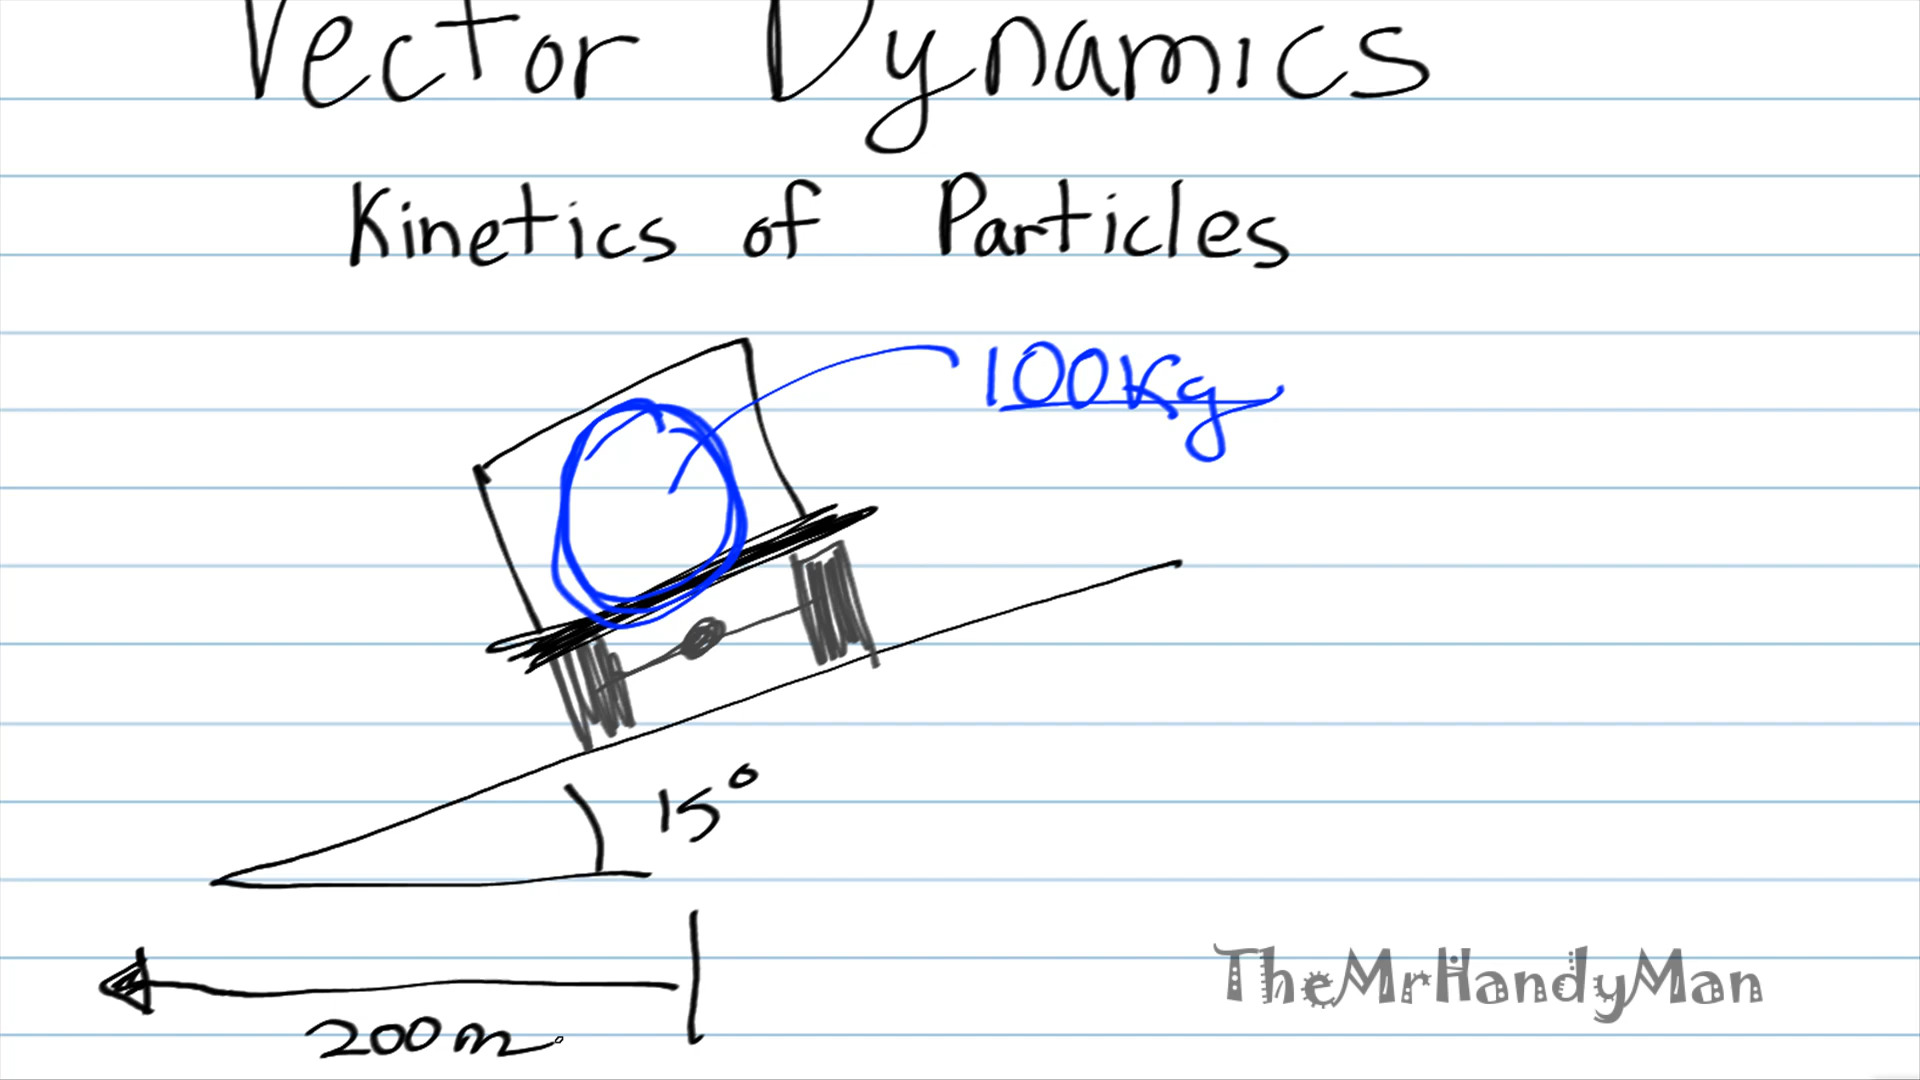 Vector Dynamics
Kinetics of Particles
100Kg
15°
200m
TheMrHandyMan